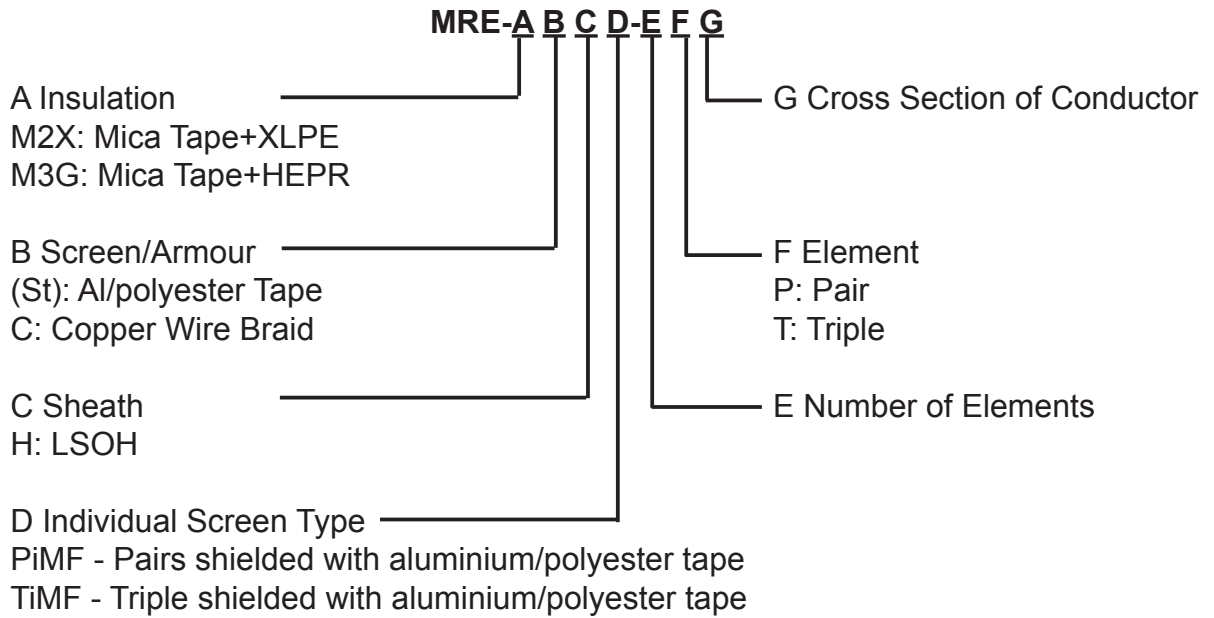 MRE-A B C D-E F G
A Insulation
M2X: Mica Tape+XLPE
M3G: Mica Tape+HEPR
B Screen/Armour
(St): Al/polyester Tape
C: Copper Wire Braid
C Sheath
H: LSOH
D Individual Screen Type
PiMF - Pairs shielded with aluminium/polyester tape
TiMF - Triple shielded with aluminium/polyester tape
G Cross Section of Conductor
F Element
P: Pair
T: Triple
E Number of Elements